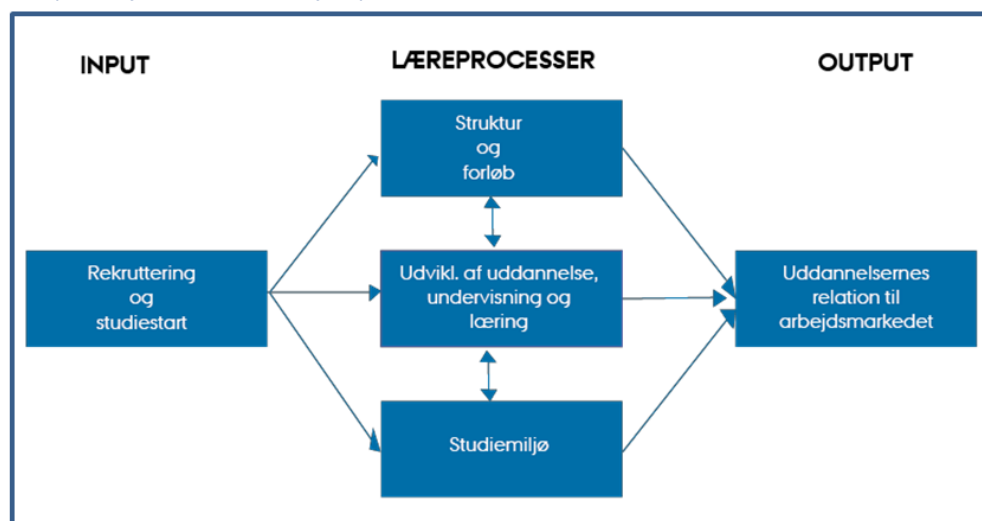 INPUT
LÆREPROCESSER
OUTPUT
Struktur
og
forløb
Rekruttering
og
studiestart
Udvikl. af uddannelse,
undervisning og
læring
Uddannelsernes
relation til
arbejdsmarkedet
Studiemiljø